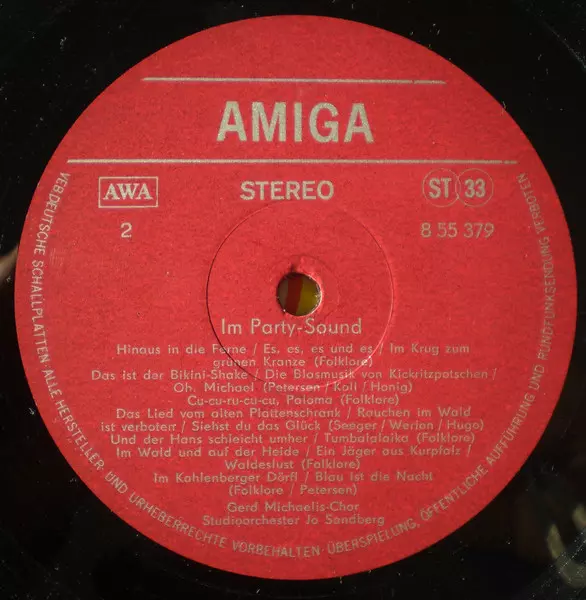 AMIGA
AWA
STEREO
ST 33
2
8 55 379
Im Party-Sound
Hinaus in die Ferne / Es, es, es und es / Im Krug zum
grünen Kranze (Folklore)
Das ist der Bikini-Shake / Die Blasmusik von Kickritzpotschen /
Oh, Michael (Petersen / Kall / Honig)
Cu-cu-ru-cu-cu, Paloma (Folklore)
Das Lied vom alten Plattenschrank / Rauchen im Wald
ist verboten / Siehst du das Glück (Seeger / Werion / Hugo)
Und der Hans schleicht umher / Tumbalalaika (Folklore)
Im Wald und auf der Heide / Ein Jäger aus Kurpfalz /
Waldeslust (Folklore)
Im Kahlenberger Dörfl / Blau ist die Nacht
(Folklore / Petersen)
Gerd Michaelis-Chor
Studioorchester Jo Sandberg
VEB DEUTSCHE SCHALLPLATTEN ALLE HERSTELLER- UND URHEBERRECHTE VORBEHALTEN ÜBERSPIELUNG, ÖFFENTLICHE AUFFÜHRUNG UND RUNDFUNKSENDUNG VERBOTEN